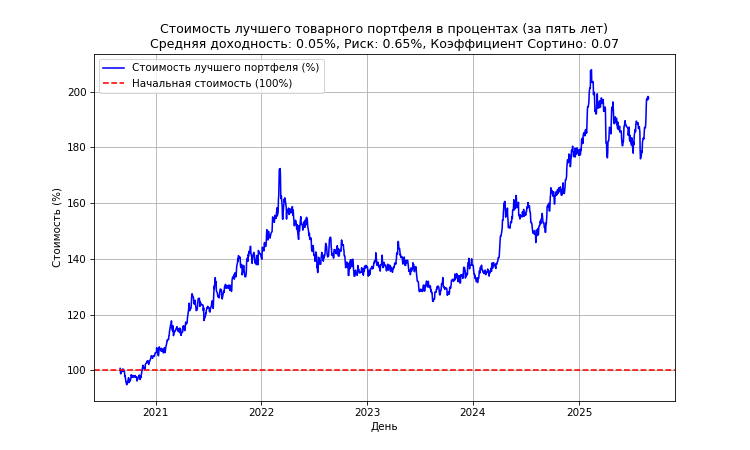 Стоимость лучшего товарного портфеля в процентах (за пять лет)
Средняя доходность: 0.05%, Риск: 0.65%, Коэффициент Сортино: 0.07
Стоимость лучшего портфеля (%)
Начальная стоимость (100%)
Стоимость (%)
200
180
160
140
120
100
2021 2022 2023 2024 2025
День